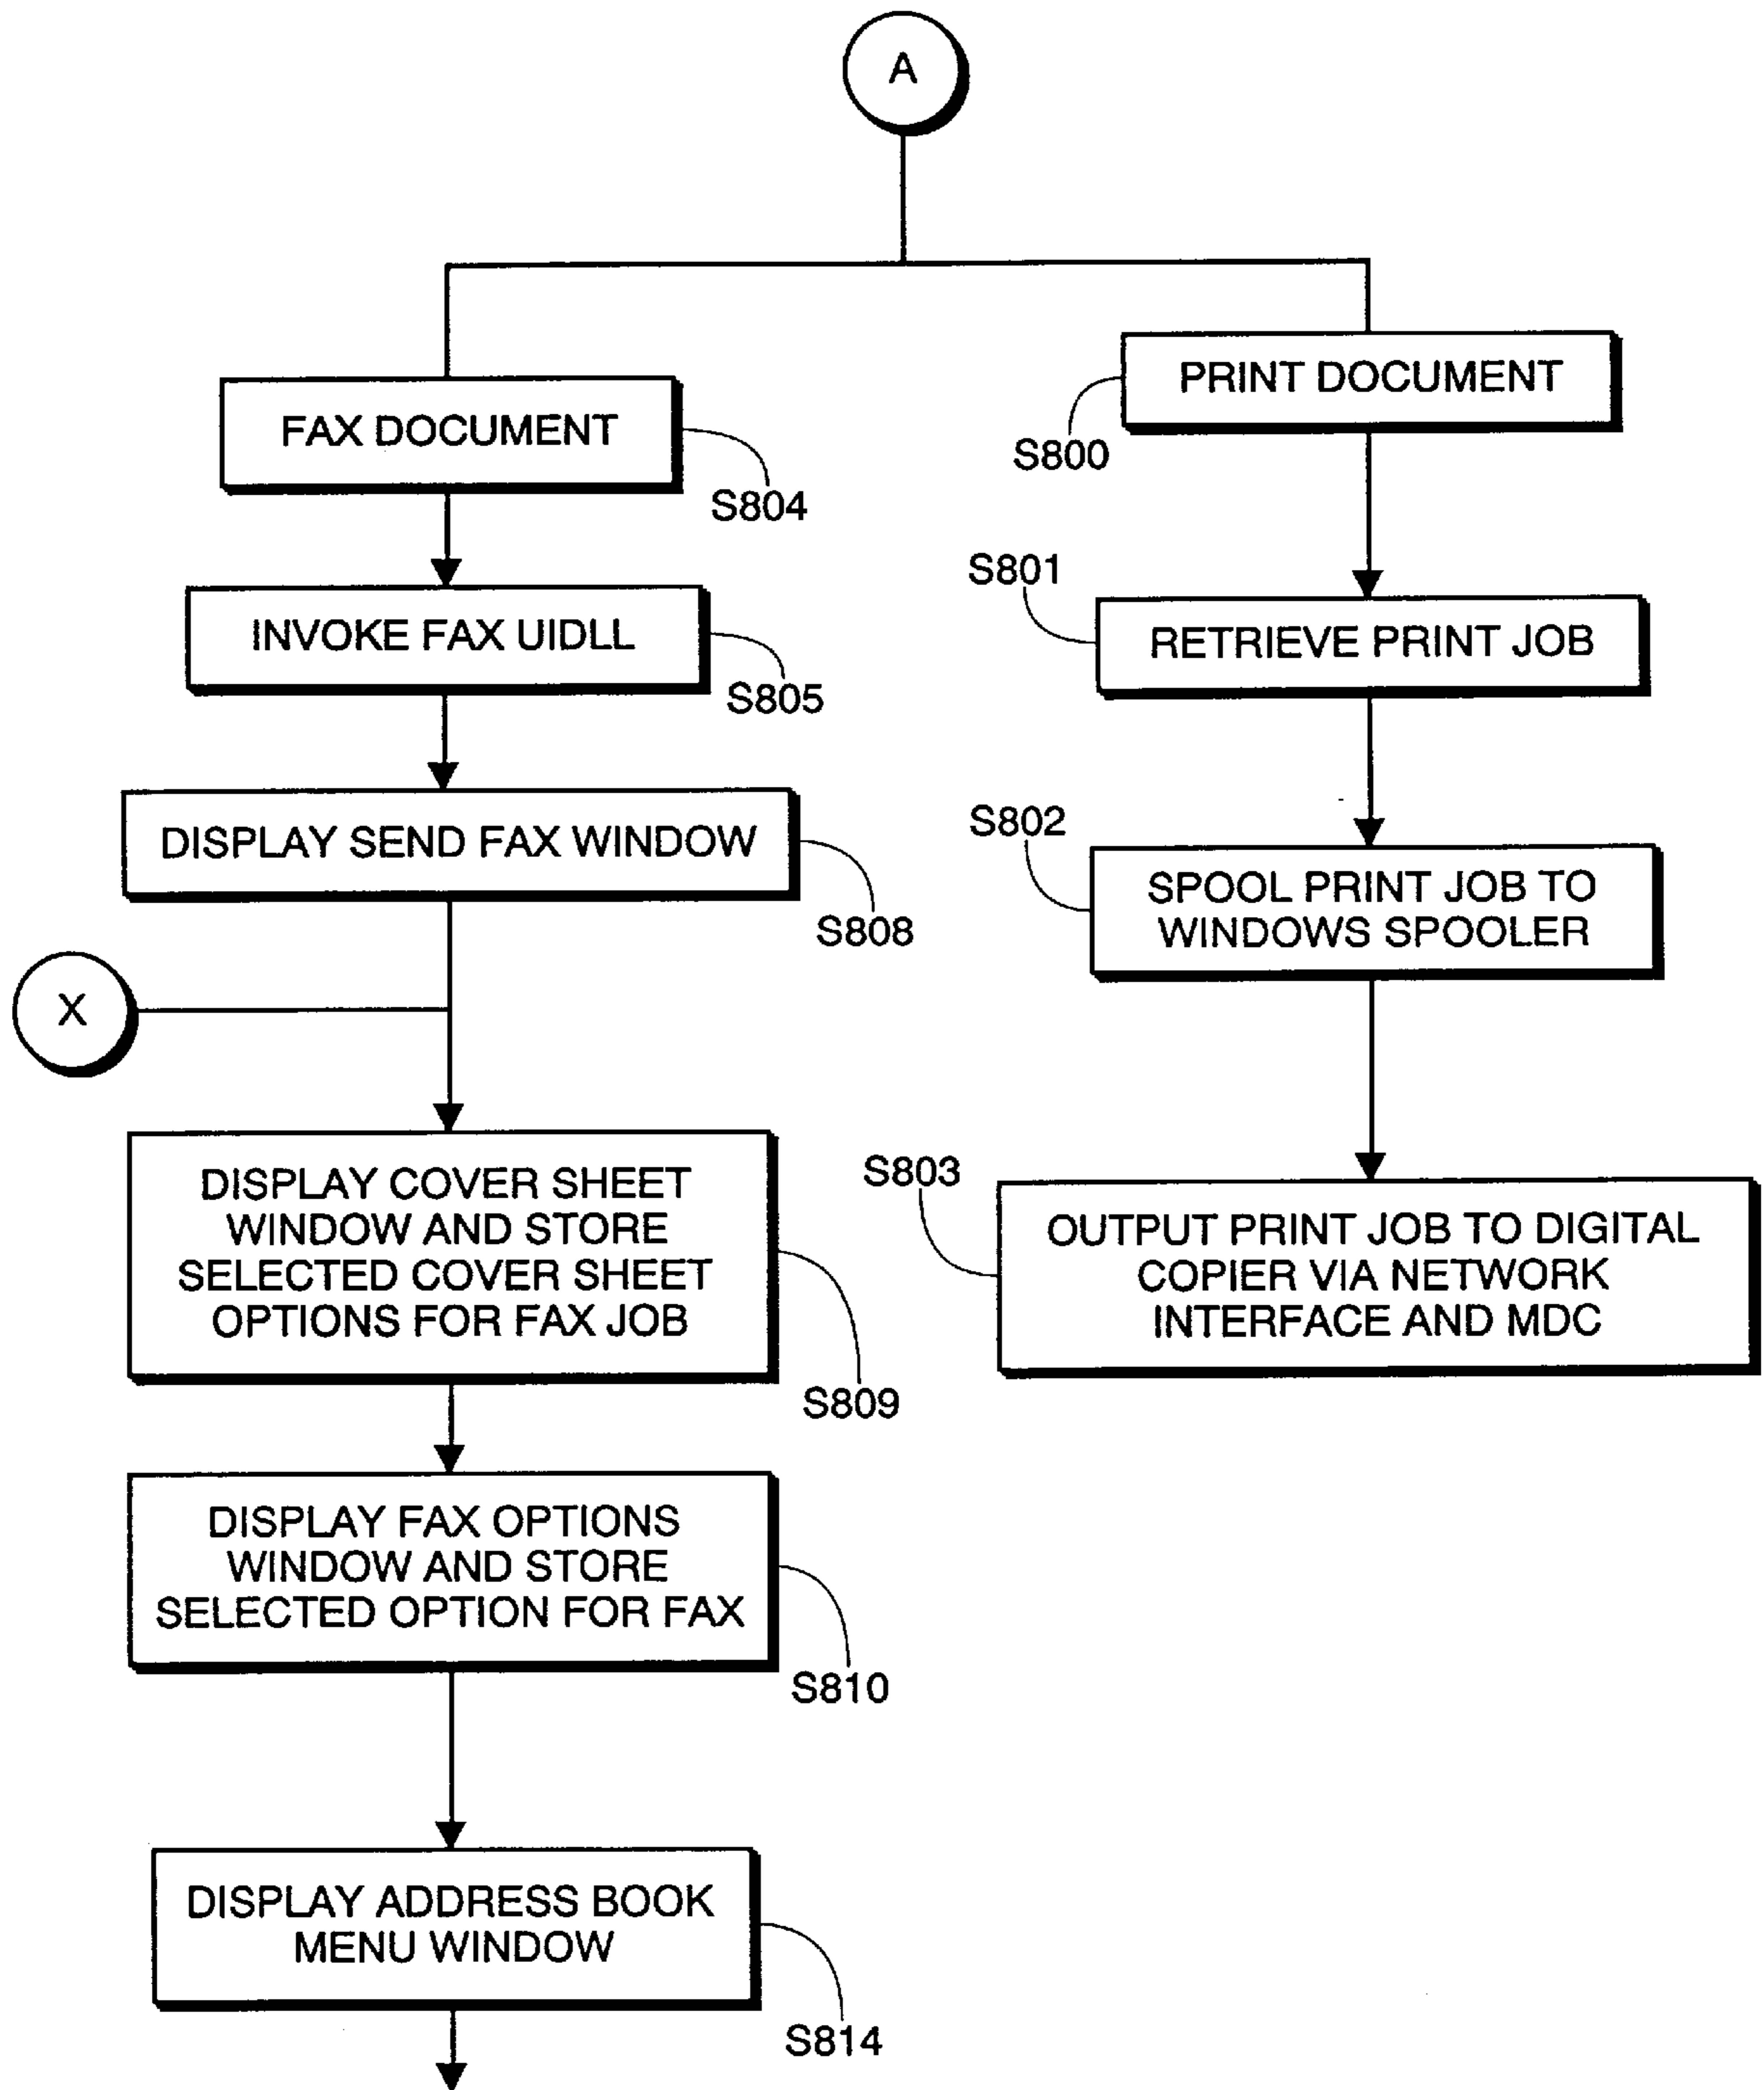 A
FAX DOCUMENT
S804
INVOKE FAX UIDLL
S805
DISPLAY SEND FAX WINDOW
S808
X
DISPLAY COVER SHEET
WINDOW AND STORE
SELECTED COVER SHEET
OPTIONS FOR FAX JOB
S809
DISPLAY FAX OPTIONS
WINDOW AND STORE
SELECTED OPTION FOR FAX
S810
DISPLAY ADDRESS BOOK
MENU WINDOW
S814
PRINT DOCUMENT
S800
S801
RETRIEVE PRINT JOB
S802
SPOOL PRINT JOB TO
WINDOWS SPOOLER
S803
OUTPUT PRINT JOB TO DIGITAL
COPIER VIA NETWORK
INTERFACE AND MDC